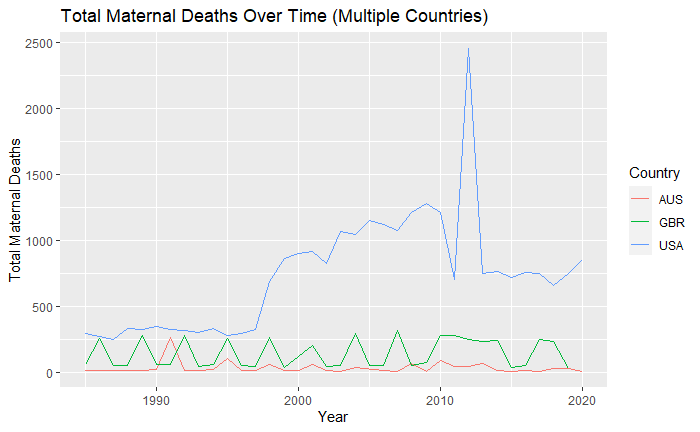 Total Maternal Deaths Over Time (Multiple Countries)
2500
2000
1500
1000
500
0
Total Maternal Deaths
1990
2000
2010
2020
Year
Country
AUS
GBR
USA